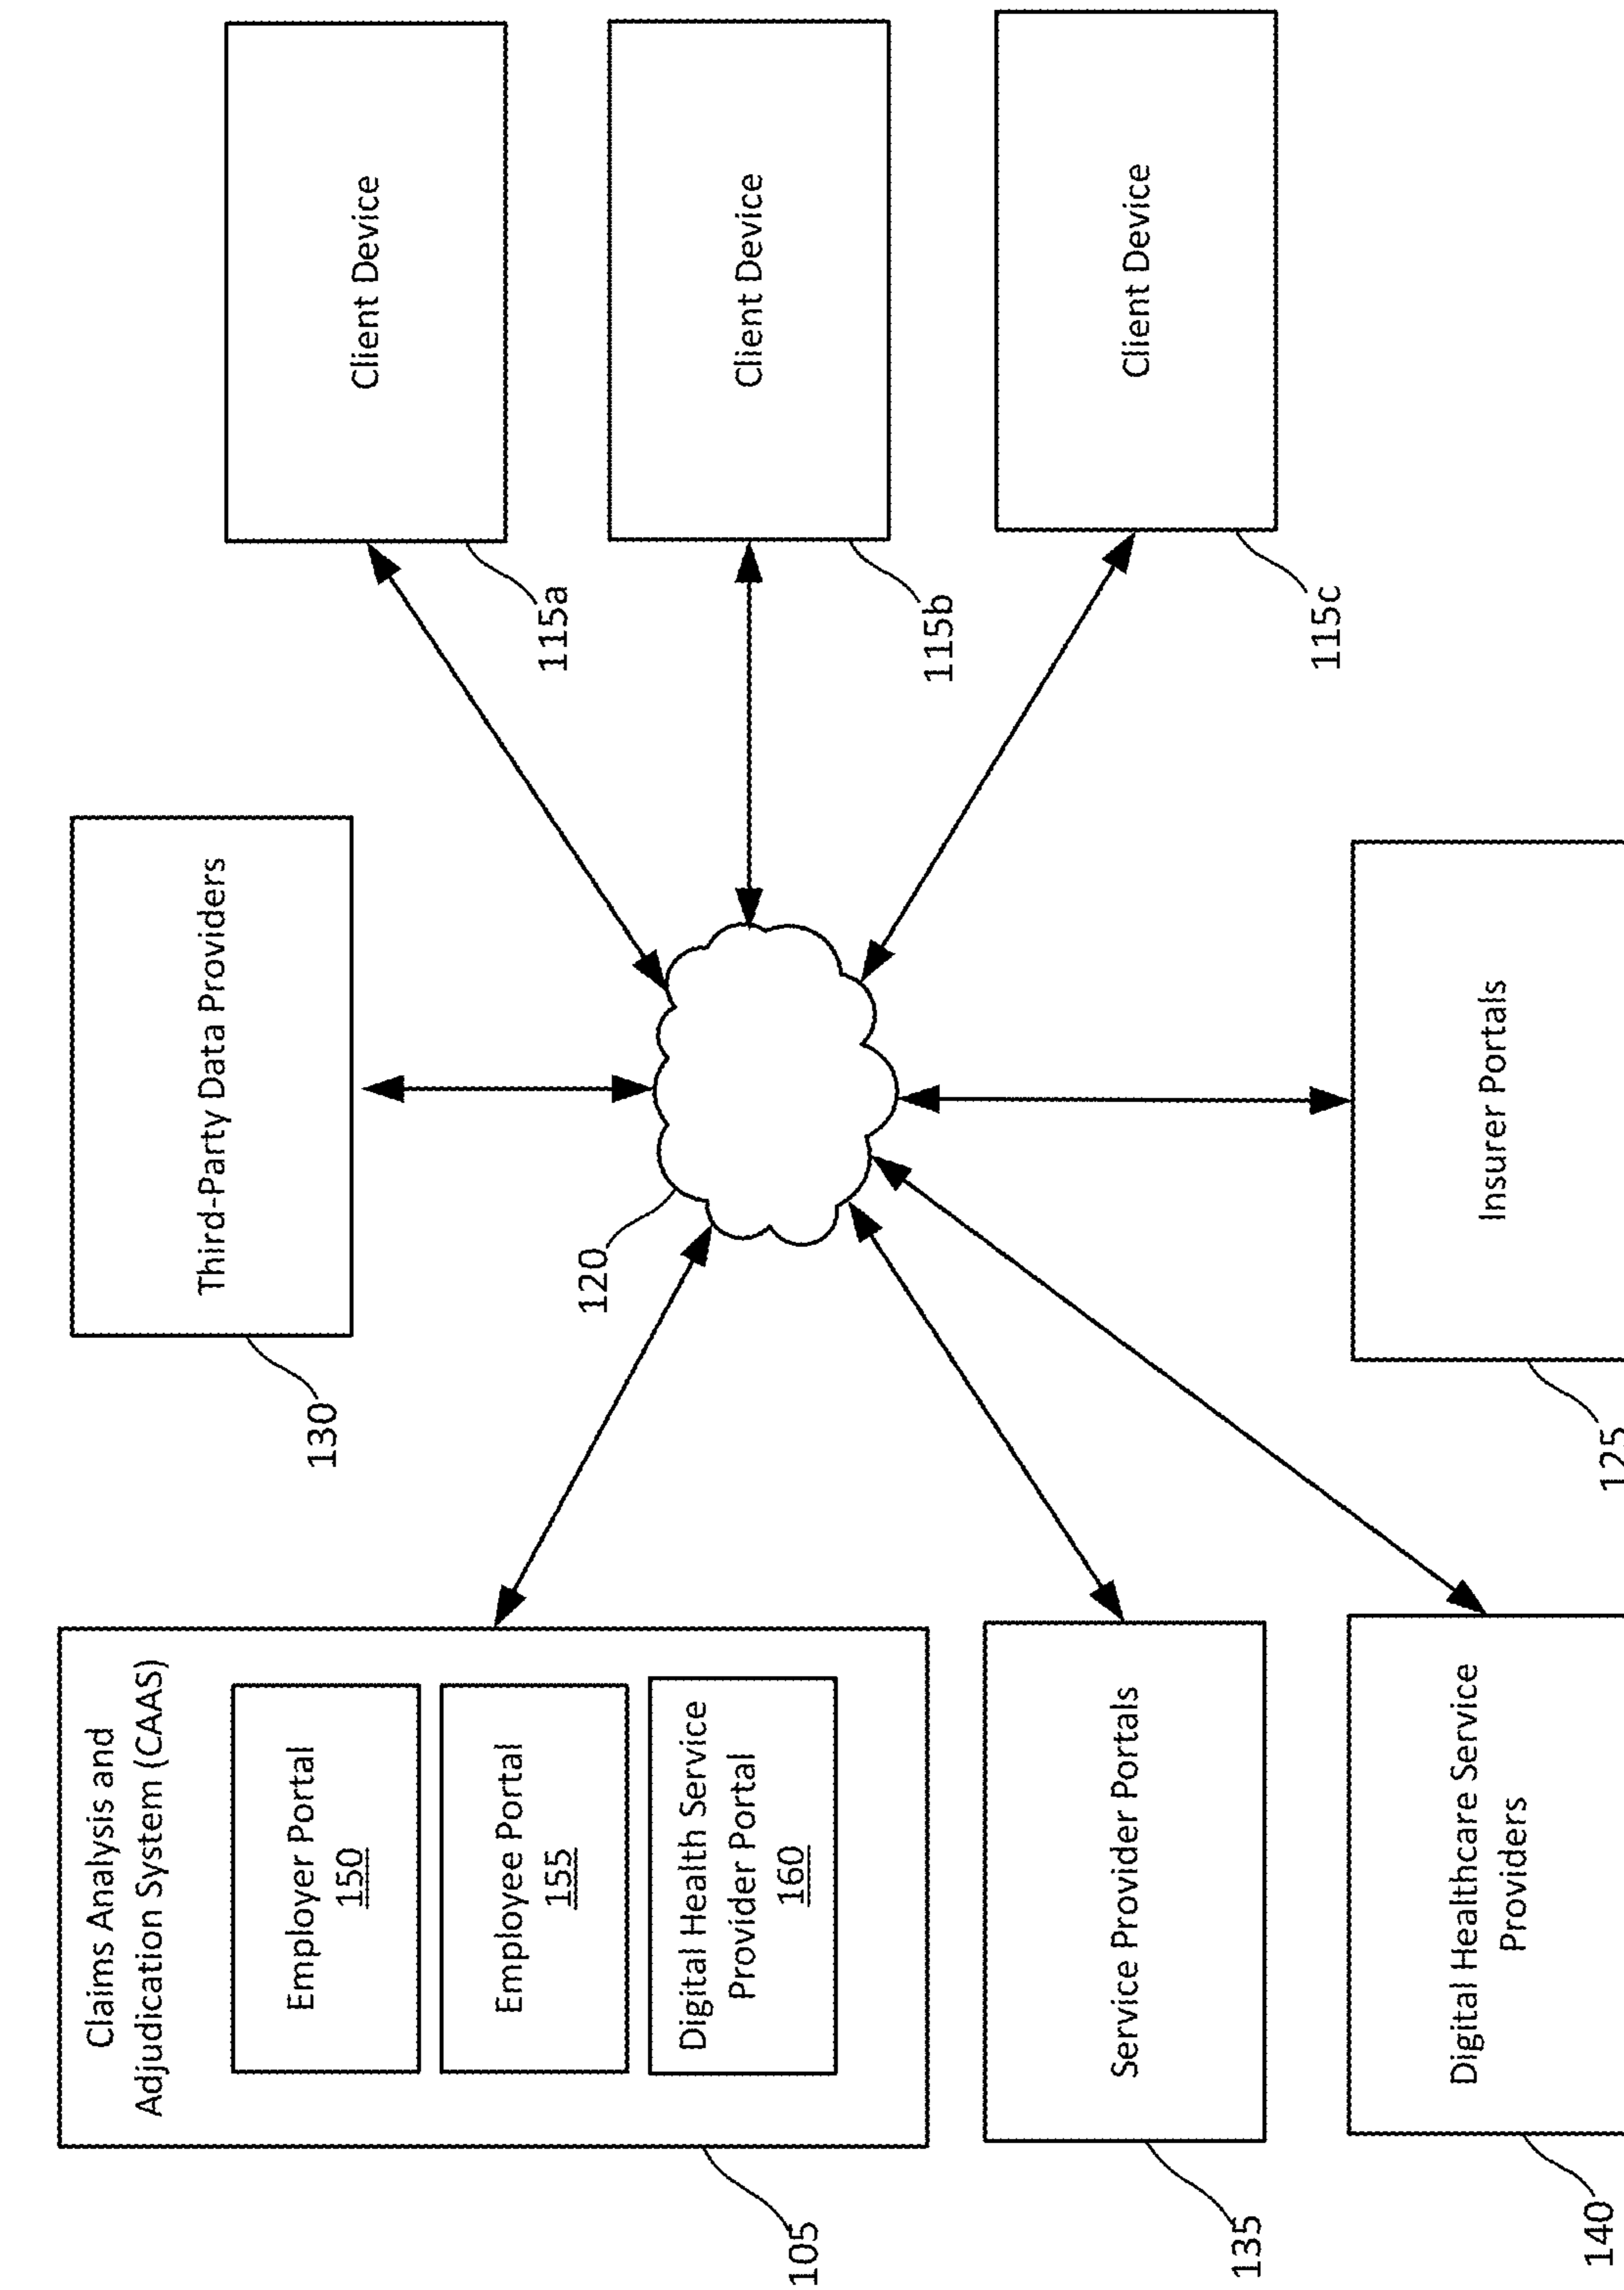 Claims Analysis and
Adjudication System (CAAS)
Employer Portal
150
Employee Portal
155
Digital Health Service
Provider Portal
160
105
Third-Party Data Providers
130
Client Device
115a
120
Client Device
115b
Client Device
115c
Service Provider Portals
135
Digital Healthcare Service
Providers
140
Insurer Portals
125